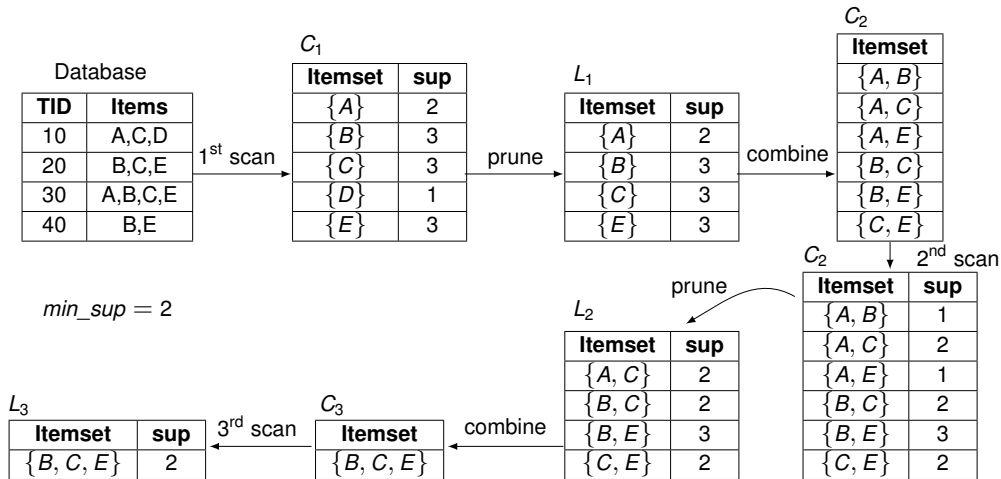 Database
TID Items
10 A,C,D
20 B,C,E
30 A,B,C,E
40 B,E
1st scan
C1
Itemset sup
{A} 2
{B} 3
{C} 3
{D} 1
{E} 3
prune
L1
Itemset sup
{A} 2
{B} 3
{C} 3
{E} 3
combine
C2
Itemset
{A, B}
{A, C}
{A, E}
{B, C}
{B, E}
{C, E}
2nd scan
C2
Itemset sup
{A, B} 1
{A, C} 2
{A, E} 1
{B, C} 2
{B, E} 3
{C, E} 2
prune
min_sup = 2
L2
Itemset sup
{A, C} 2
{B, C} 2
{B, E} 3
{C, E} 2
combine
C3
Itemset
{B, C, E}
3rd scan
L3
Itemset sup
{B, C, E} 2